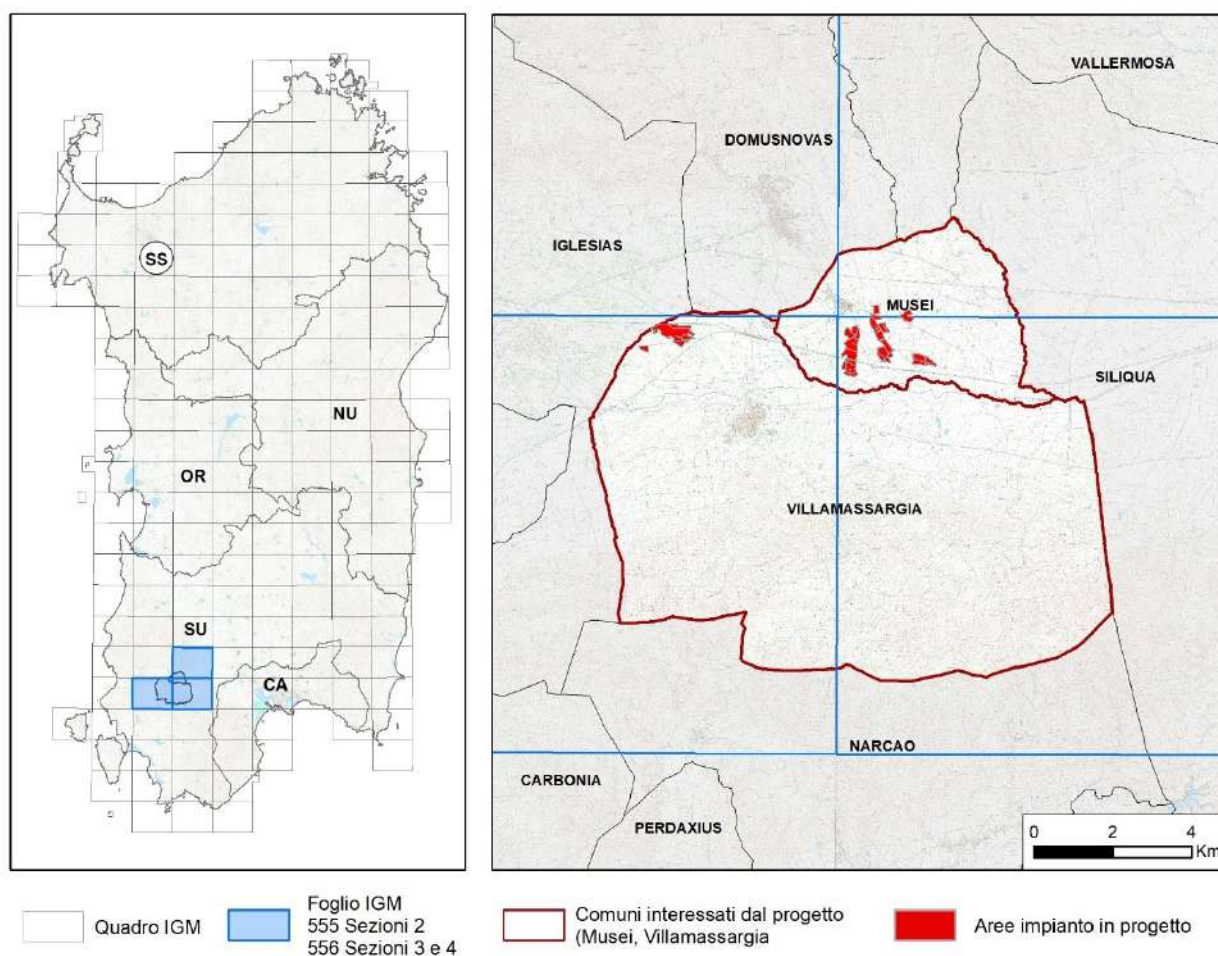 SS
NU
OR
SU
CA
VALLERMOSA
DOMUSNOVAS
IGLESIAS
MUSEI
SILIQUA
VILLAMASSARGIA
NARCAO
CARBONIA
PERDAXIUS
0 2 4
Km
Quadro IGM
Foglio IGM
555 Sezioni 2
556 Sezioni 3 e 4
Comuni interessati dal progetto
(Musei, Villamassargia
Aree impianto in progetto